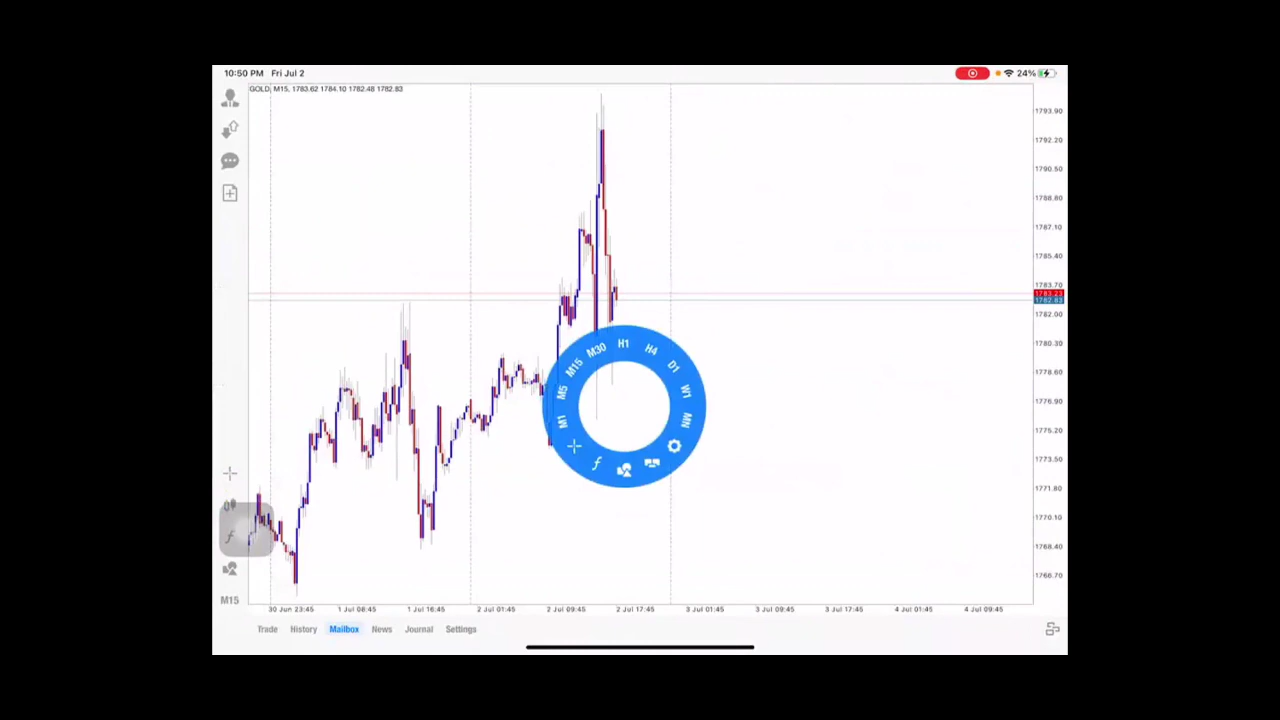 10:50 PM Fri Jul 2
24%
GOLD, M15, 1783.62 1784.10 1782.48 1782.83
1793.90
1792.20
1790.50
1788.80
1787.10
1785.40
1783.70
1783.23
1782.83
1782.00
1780.30
1778.60
1776.90
1775.20
1773.50
1771.80
1770.10
1768.40
1766.70
M1 M5 M15 M30 H1 H4 D1 W1 MN
f
f
M15
30 Jun 23:45 1 Jul 08:45 1 Jul 16:45 2 Jul 01:45 2 Jul 09:45 2 Jul 17:45 3 Jul 01:45 3 Jul 09:45 3 Jul 17:45 4 Jul 01:45 4 Jul 09:45
Trade History Mailbox News Journal Settings